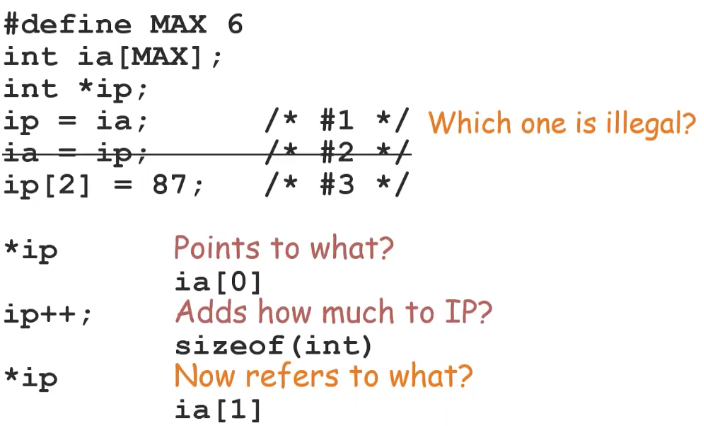 #define MAX 6
int ia[MAX];
int *ip;
ip = ia; /* #1 */ Which one is illegal?
ia = ip; /* #2 */
ip[2] = 87; /* #3 */
*ip Points to what?
ia[0]
ip++; Adds how much to IP?
sizeof(int)
*ip Now refers to what?
ia[1]